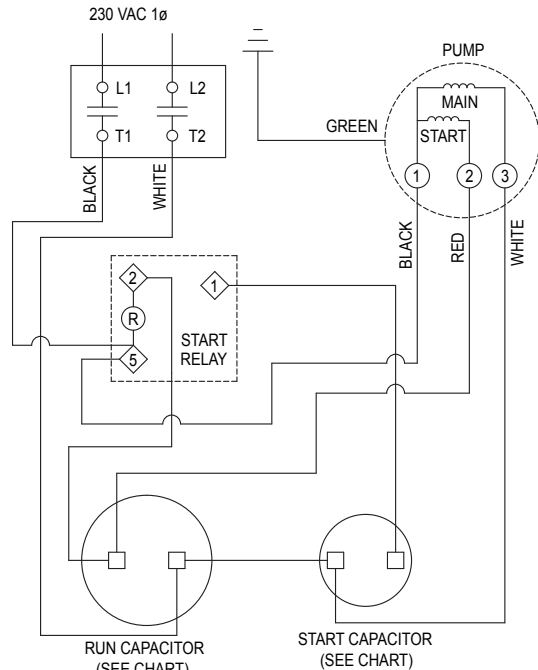 230 VAC 1ø
L1
L2
T1
T2
BLACK
WHITE
GREEN
PUMP
MAIN
START
1
2
3
BLACK
RED
WHITE
2
1
R
START
RELAY
5
RUN CAPACITOR
(SEE CHART)
START CAPACITOR
(SEE CHART)